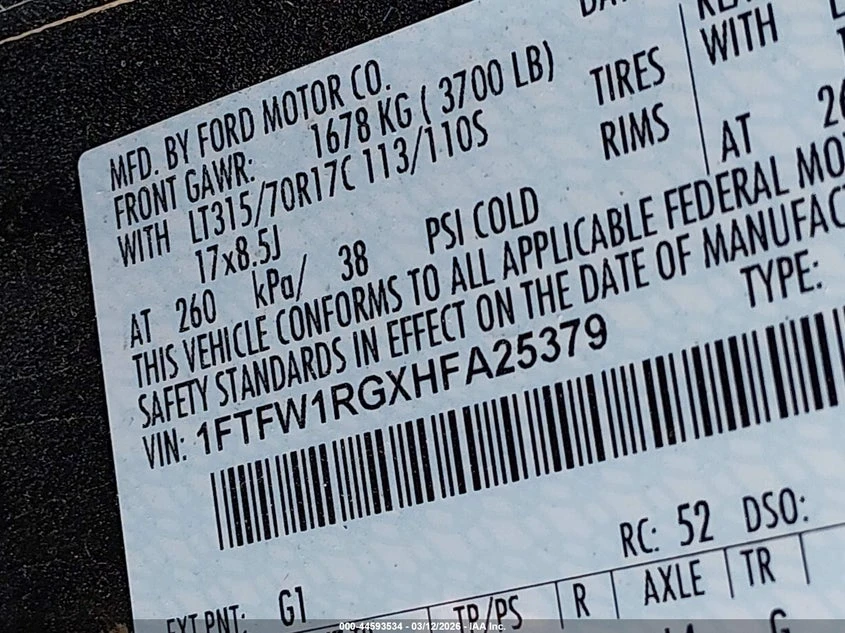 MFD. BY FORD MOTOR CO.
FRONT GAWR: 1678 KG ( 3700 LB)
WITH LT315/70R17C 113/110S TIRES WITH
17x8.5J RIMS
AT 260 kPa/ 38 PSI COLD AT
THIS VEHICLE CONFORMS TO ALL APPLICABLE FEDERAL MO
SAFETY STANDARDS IN EFFECT ON THE DATE OF MANUFAC
VIN: 1FTFW1RGXHFA25379 TYPE:
RC: 52 DSO:
EXT PNT: G1
TP/PS R AXLE TR
G
000-44593534 - 03/12/2026 - IAA Inc.